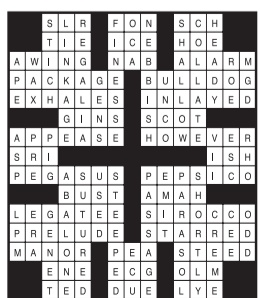 SLR FON SCH
TIE ICE HOE
AWING NAB ALARM
PACKAGE BULLDOG
EXHALES INLAYED
GINS SCOT
APPEASE HOWEVER
SRI ISH
PEGASUS PEPSICO
BUST AMAH
LEGATEE SIROCCO
PRELUDE STARRED
MANOR PEA STEED
ENE ECG OLM
TED DUE LYE